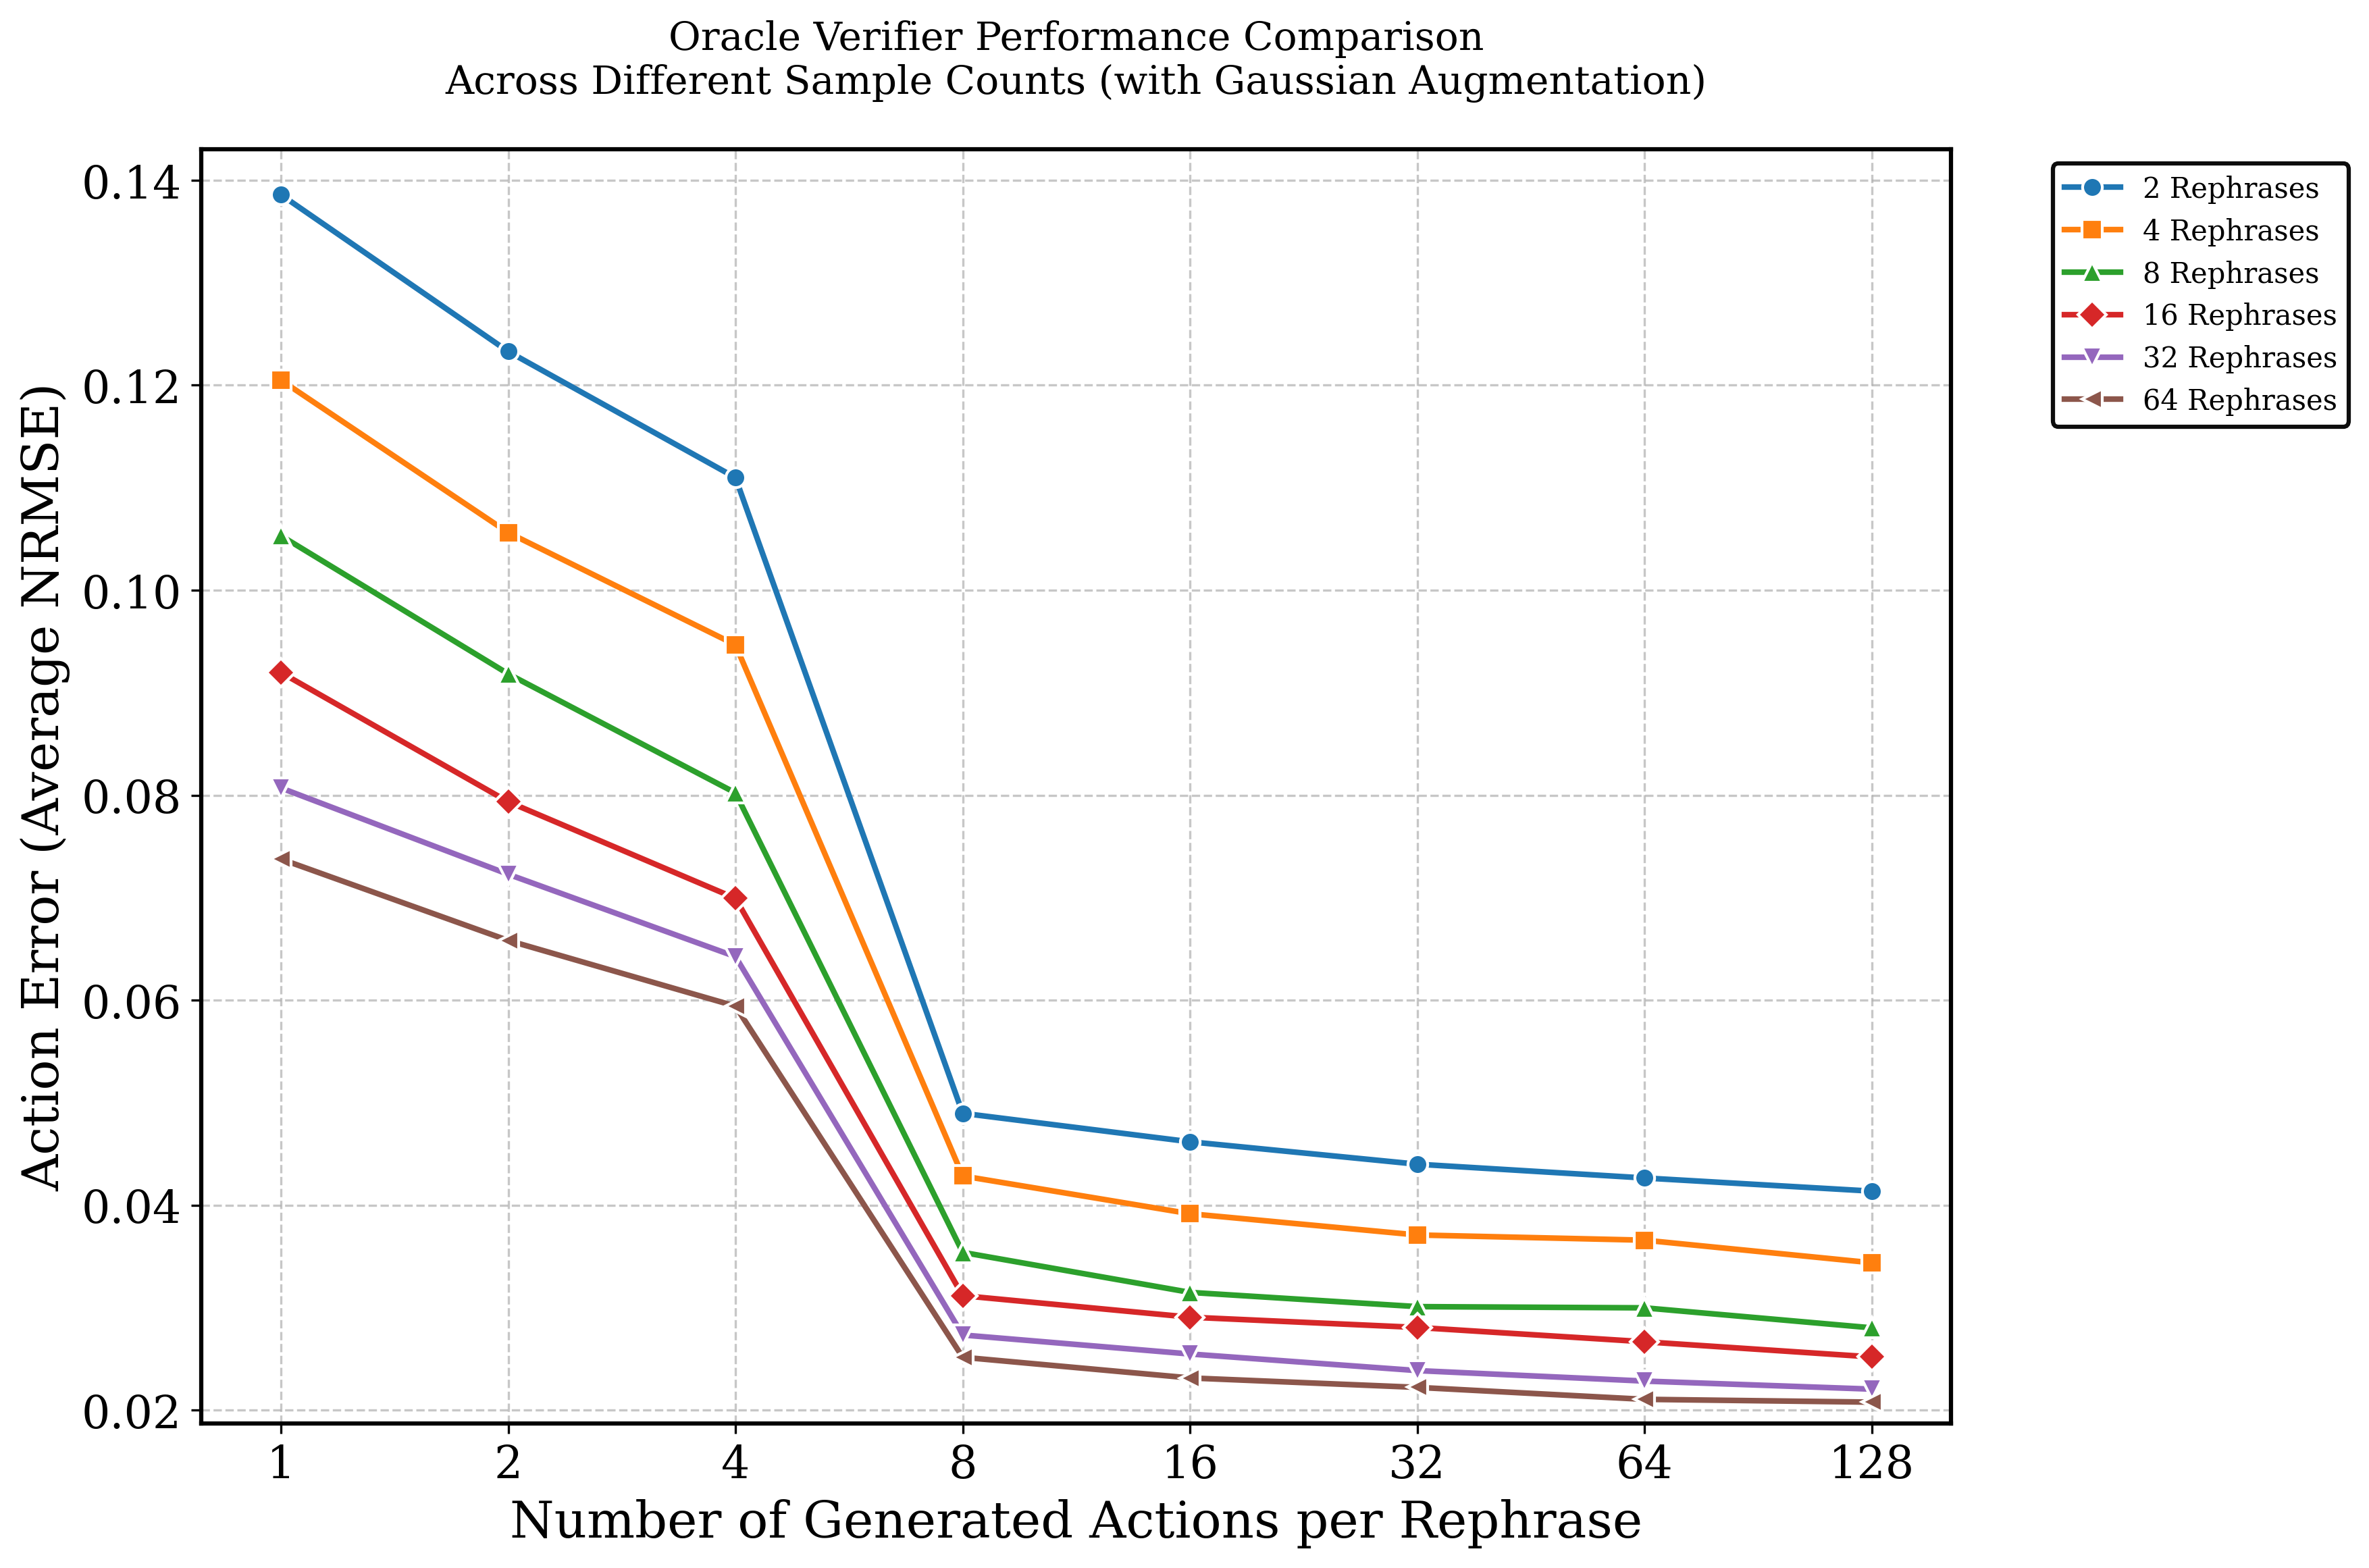 Oracle Verifier Performance Comparison
Across Different Sample Counts (with Gaussian Augmentation)
Action Error (Average NRMSE)
0.14
0.12
0.10
0.08
0.06
0.04
0.02
1 2 4 8 16 32 64 128
Number of Generated Actions per Rephrase
2 Rephrases
4 Rephrases
8 Rephrases
16 Rephrases
32 Rephrases
64 Rephrases